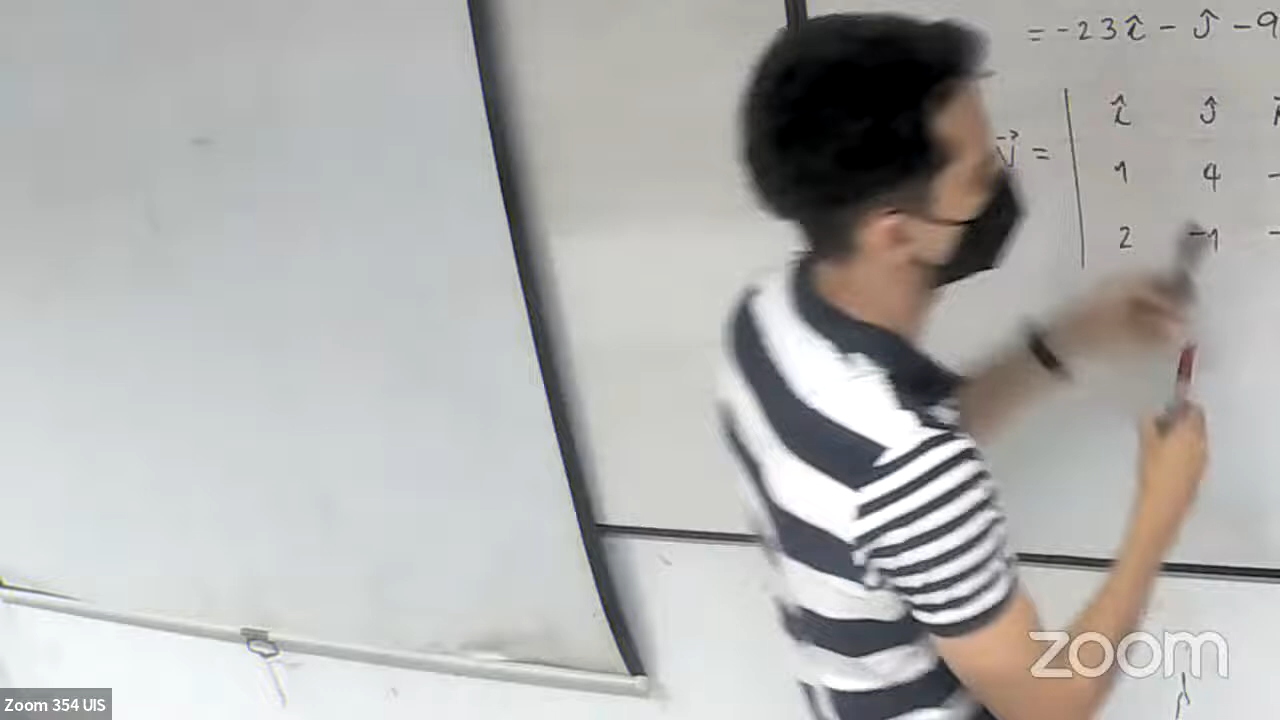 = -23î - ĵ - 9
î ĵ
V⃗ =
1 4 -
2 -1 -
zoom
Zoom 354 UIS